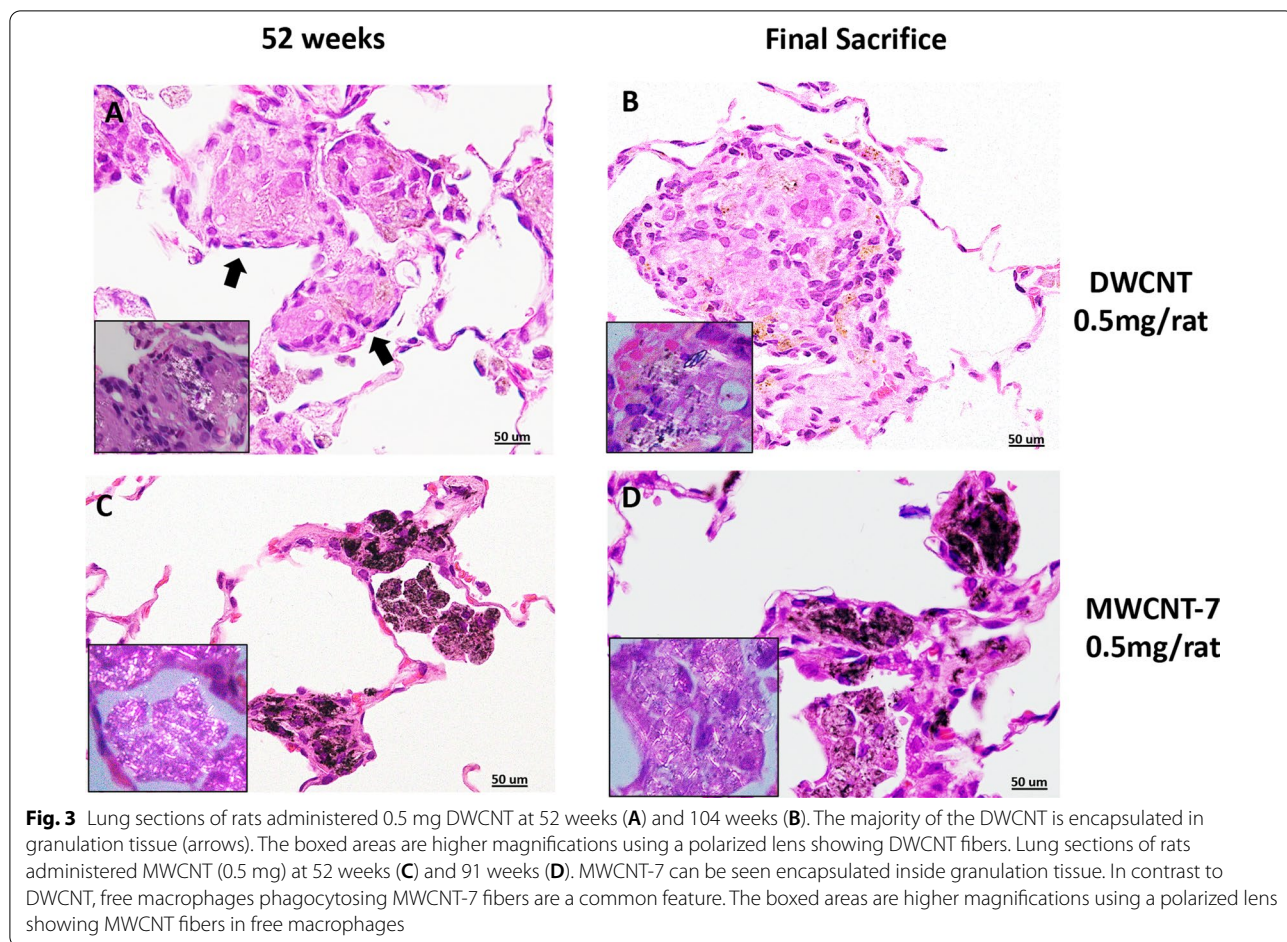 52 weeks
Final Sacrifice
A
B
50 um
50 um
DWCNT
0.5mg/rat
C
D
50 um
50 um
MWCNT-7
0.5mg/rat
Fig. 3 Lung sections of rats administered 0.5 mg DWCNT at 52 weeks (A) and 104 weeks (B). The majority of the DWCNT is encapsulated in
granulation tissue (arrows). The boxed areas are higher magnifications using a polarized lens showing DWCNT fibers. Lung sections of rats
administered MWCNT (0.5 mg) at 52 weeks (C) and 91 weeks (D). MWCNT-7 can be seen encapsulated inside granulation tissue. In contrast to
DWCNT, free macrophages phagocytosing MWCNT-7 fibers are a common feature. The boxed areas are higher magnifications using a polarized lens
showing MWCNT fibers in free macrophages